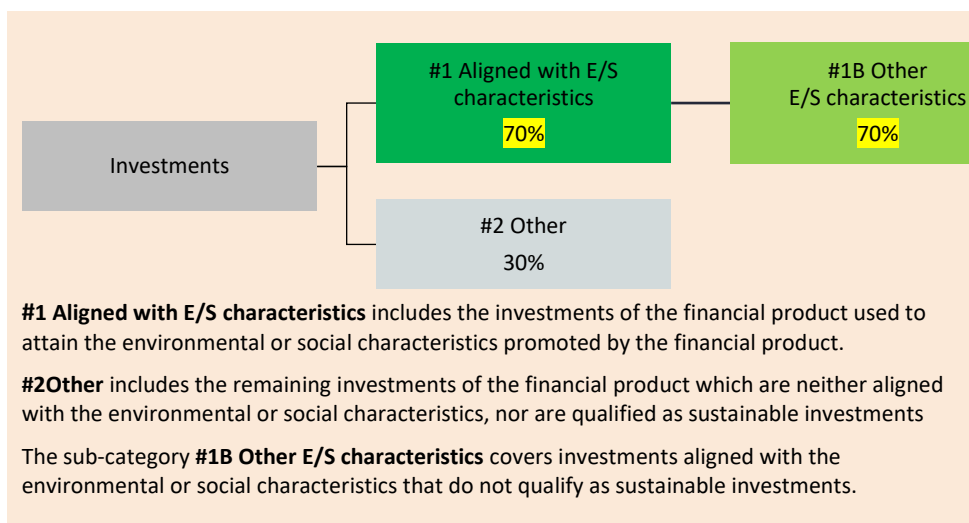 #1 Aligned with E/S
characteristics
70%
#1B Other
E/S characteristics
70%
Investments
#2 Other
30%
#1 Aligned with E/S characteristics includes the investments of the financial product used to
attain the environmental or social characteristics promoted by the financial product.
#2Other includes the remaining investments of the financial product which are neither aligned
with the environmental or social characteristics, nor are qualified as sustainable investments
The sub-category #1B Other E/S characteristics covers investments aligned with the
environmental or social characteristics that do not qualify as sustainable investments.